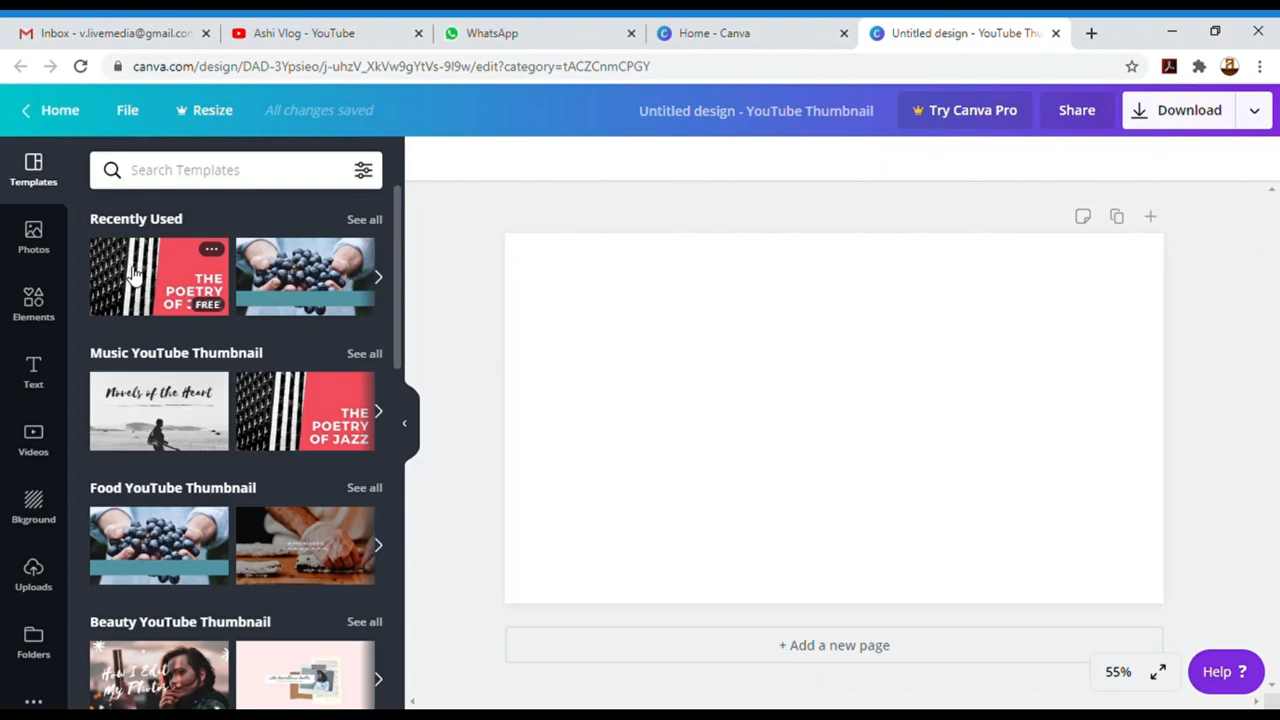 Inbox - v.livemedia@gmail.con
Ashi Vlog - YouTube
WhatsApp
Home - Canva
Untitled design - YouTube Thu
canva.com/design/DAD-3Ypsieo/j-uhzV_XkVw9gYtVs-9l9w/edit?category=tACZCnmCPGY
Home
File
Resize
All changes saved
Untitled design - YouTube Thumbnail
Try Canva Pro
Share
Download
Templates
Photos
Elements
Text
Videos
Bkground
Uploads
Folders
Search Templates
Recently Used
See all
THE
POETRY
OF
FREE
Music YouTube Thumbnail
See all
Novels of the Heart
THE
POETRY
OF JAZZ
Food YouTube Thumbnail
See all
Beauty YouTube Thumbnail
See all
How I Edit
My Photos
+ Add a new page
55%
Help ?